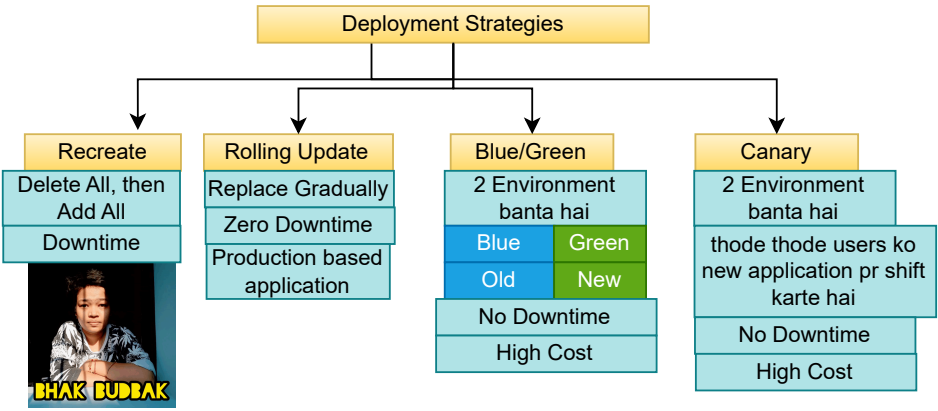 Deployment Strategies
Recreate
Delete All, then
Add All
Downtime
BHAK BUDBAK
Rolling Update
Replace Gradually
Zero Downtime
Production based
application
Blue/Green
2 Environment
banta hai
Blue
Green
Old
New
No Downtime
High Cost
Canary
2 Environment
banta hai
thode thode users ko
new application pr shift
karte hai
No Downtime
High Cost